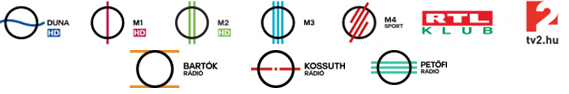 DUNA
HD
M1
HD
M2
HD
M3
M4
SPORT
RTL
KLUB
2
tv2.hu
BARTÓK
RÁDIÓ
KOSSUTH
RÁDIÓ
PETŐFI
RÁDIÓ